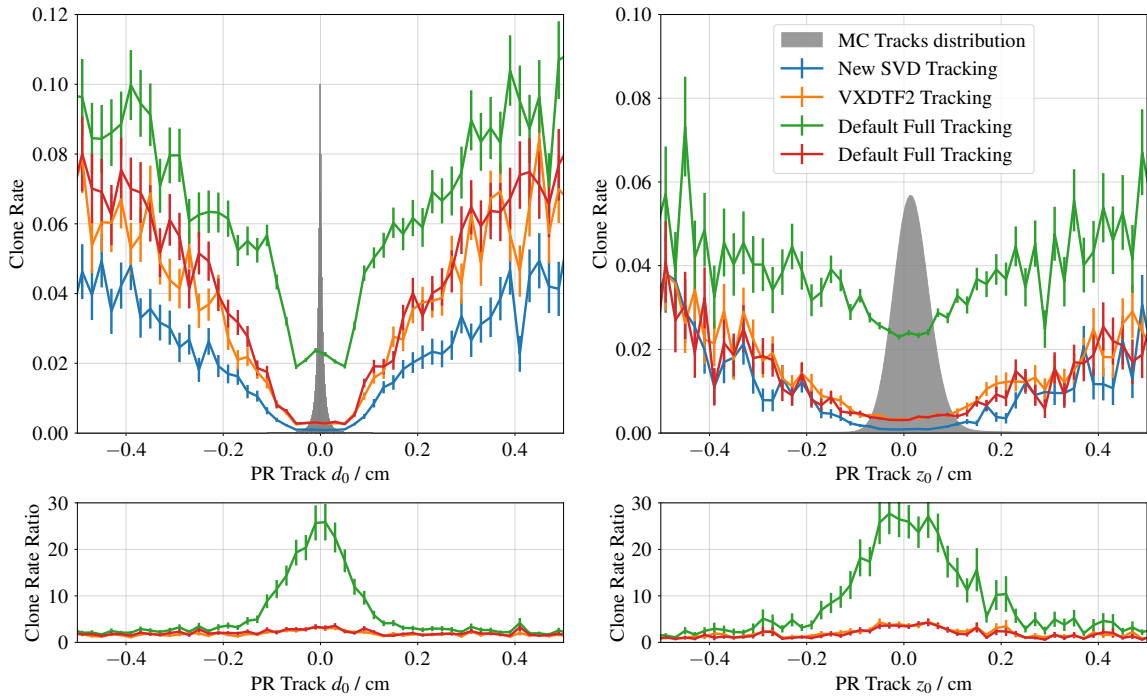 0.12
0.10
0.08
0.06
0.04
0.02
0.00
Clone Rate
−0.4 −0.2 0.0 0.2 0.4
PR Track d₀ / cm
0.10
0.08
0.06
0.04
0.02
0.00
Clone Rate
MC Tracks distribution
New SVD Tracking
VXDTF2 Tracking
Default Full Tracking
Default Full Tracking
−0.4 −0.2 0.0 0.2 0.4
PR Track z₀ / cm
30
20
10
0
Clone Rate Ratio
−0.4 −0.2 0.0 0.2 0.4
PR Track d₀ / cm
30
20
10
0
Clone Rate Ratio
−0.4 −0.2 0.0 0.2 0.4
PR Track z₀ / cm